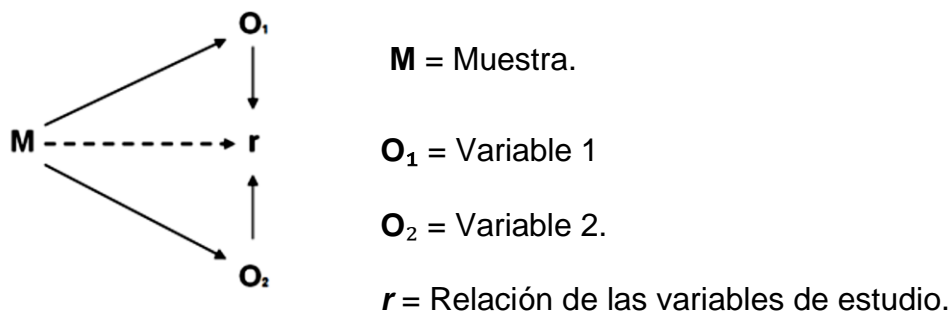 O₁
M = Muestra.
M
r
O₁ = Variable 1
O₂ = Variable 2.
O₂
r = Relación de las variables de estudio.